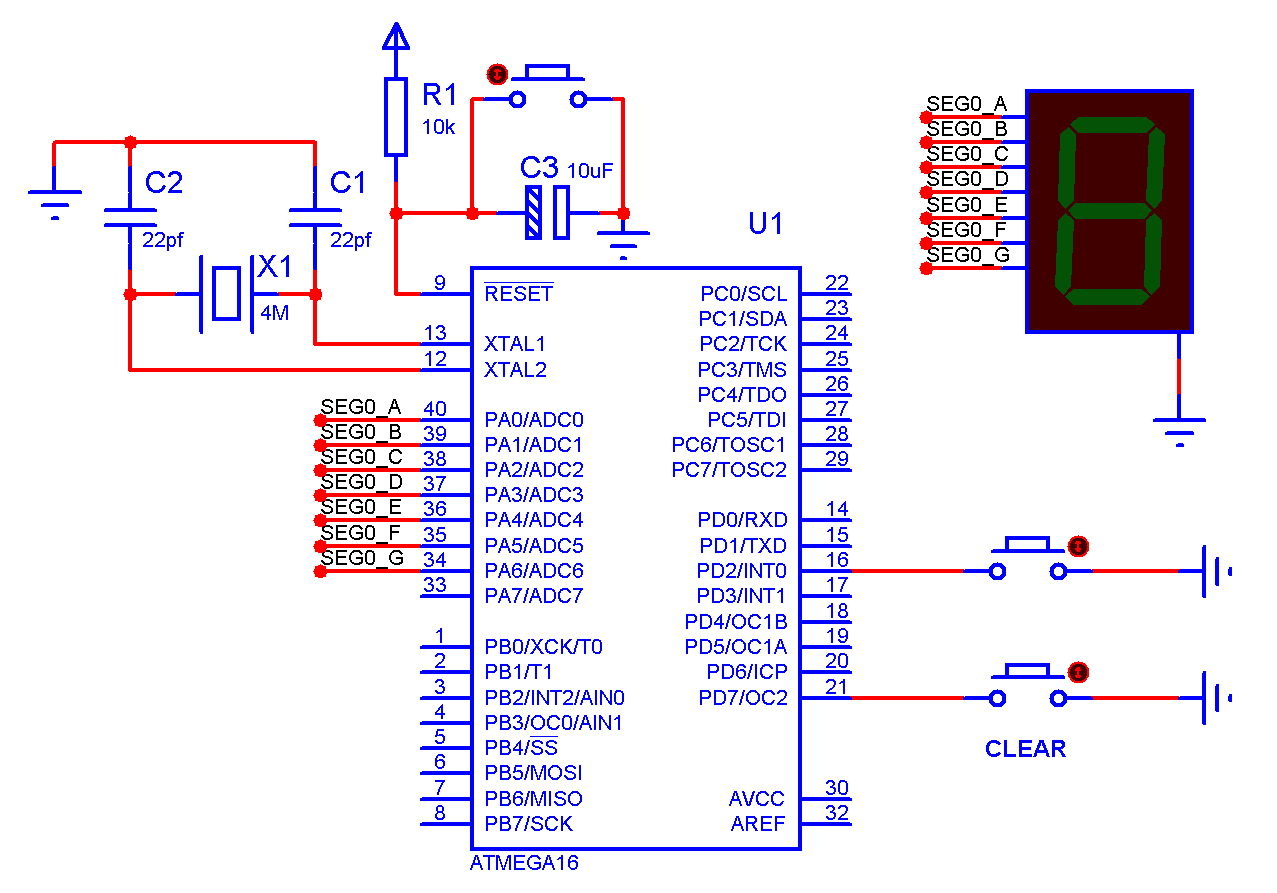 R1
10k
C3 10uF
C2
22pf
C1
22pf
X1
4M
U1
SEG0_A
SEG0_B
SEG0_C
SEG0_D
SEG0_E
SEG0_F
SEG0_G
9 RESET
13 XTAL1
12 XTAL2
SEG0_A 40 PA0/ADC0
SEG0_B 39 PA1/ADC1
SEG0_C 38 PA2/ADC2
SEG0_D 37 PA3/ADC3
SEG0_E 36 PA4/ADC4
SEG0_F 35 PA5/ADC5
SEG0_G 34 PA6/ADC6
33 PA7/ADC7
1 PB0/XCK/T0
2 PB1/T1
3 PB2/INT2/AIN0
4 PB3/OC0/AIN1
5 PB4/SS
6 PB5/MOSI
7 PB6/MISO
8 PB7/SCK
PC0/SCL 22
PC1/SDA 23
PC2/TCK 24
PC3/TMS 25
PC4/TDO 26
PC5/TDI 27
PC6/TOSC1 28
PC7/TOSC2 29
PD0/RXD 14
PD1/TXD 15
PD2/INT0 16
PD3/INT1 17
PD4/OC1B 18
PD5/OC1A 19
PD6/ICP 20
PD7/OC2 21
AVCC 30
AREF 32
ATMEGA16
CLEAR